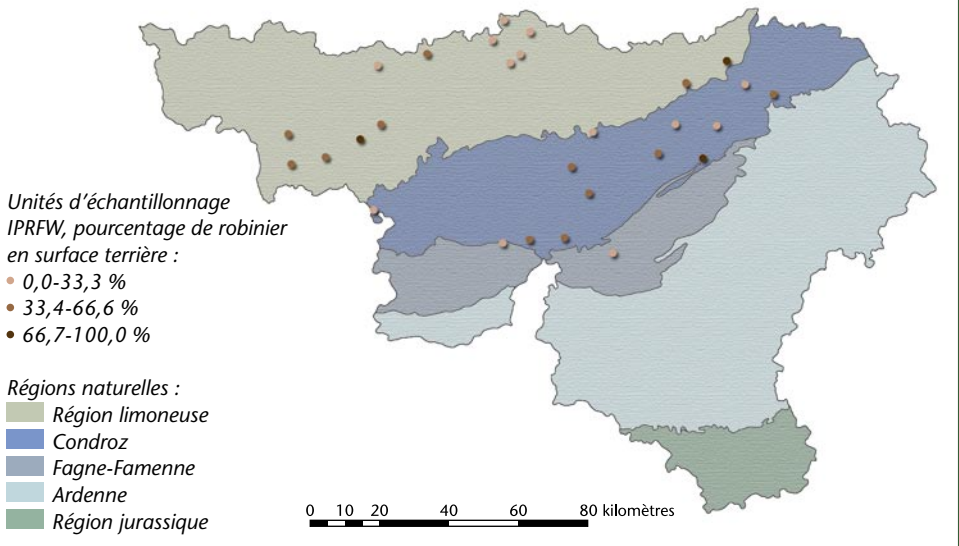 Unités d'échantillonnage
IPRFW, pourcentage de robinier
en surface terrière :
0,0-33,3 %
33,4-66,6 %
66,7-100,0 %
Régions naturelles :
Région limoneuse
Condroz
Fagne-Famenne
Ardenne
Région jurassique
0 10 20 40 60 80 kilomètres